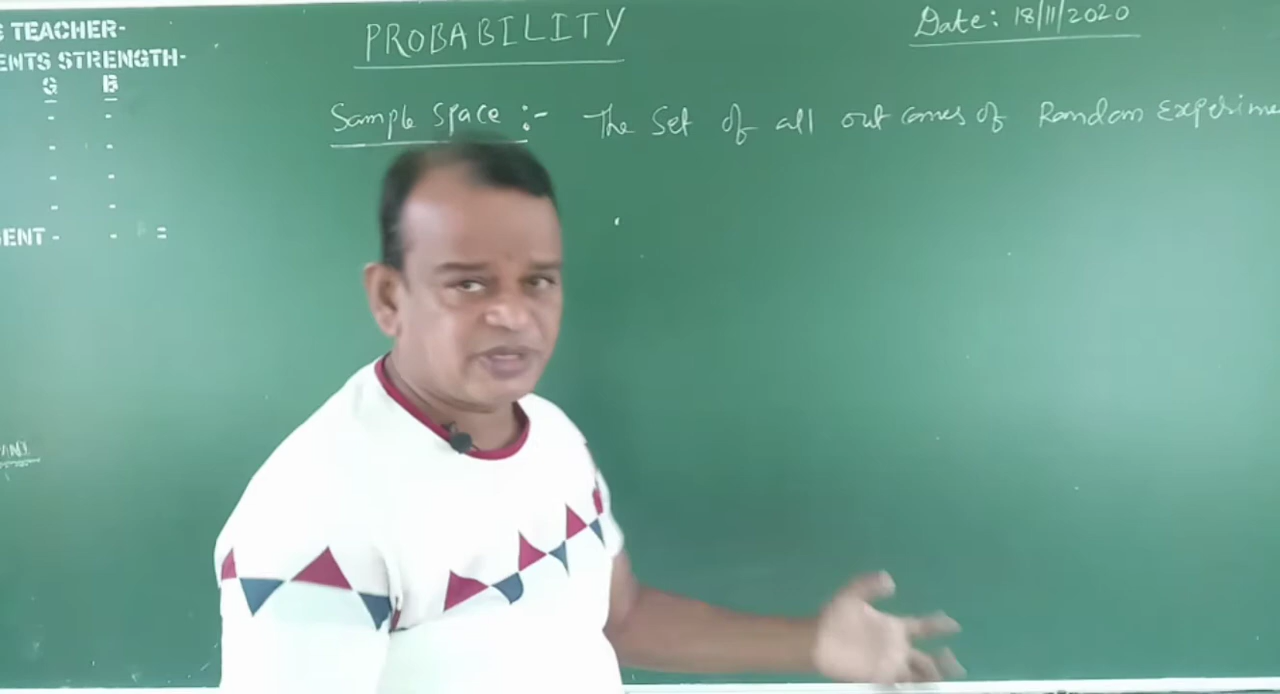 PROBABILITY
Date: 18/11/2020
S TEACHER-
ENTS STRENGTH-
G B
- -
- -
- -
- -
SENT - - =
Sample Space :- The Set of all out comes of Random Experime